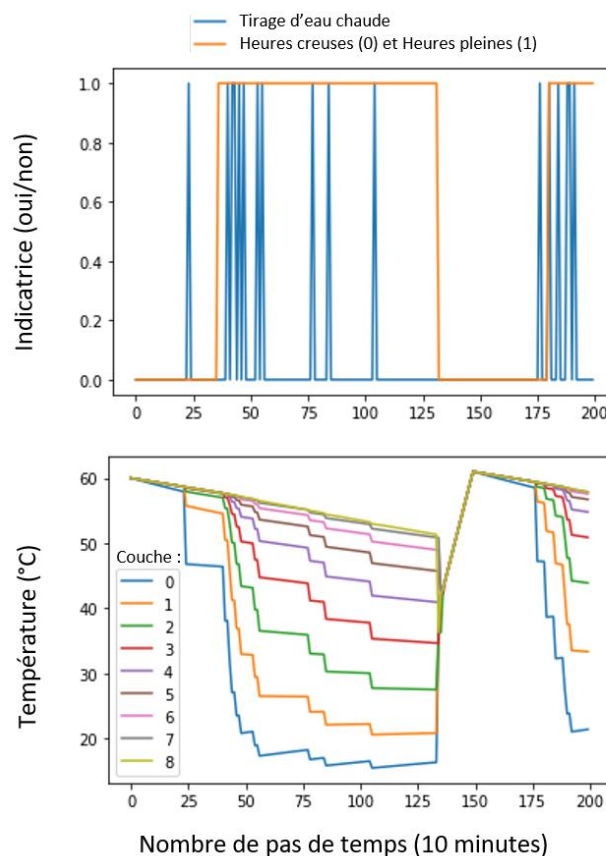 Tirage d'eau chaude
Heures creuses (0) et Heures pleines (1)
Indicatrice (oui/non)
1.0
0.8
0.6
0.4
0.2
0.0
0 25 50 75 100 125 150 175 200
Température (°C)
60
50
40
30
20
Couche :
0
1
2
3
4
5
6
7
8
0 25 50 75 100 125 150 175 200
Nombre de pas de temps (10 minutes)